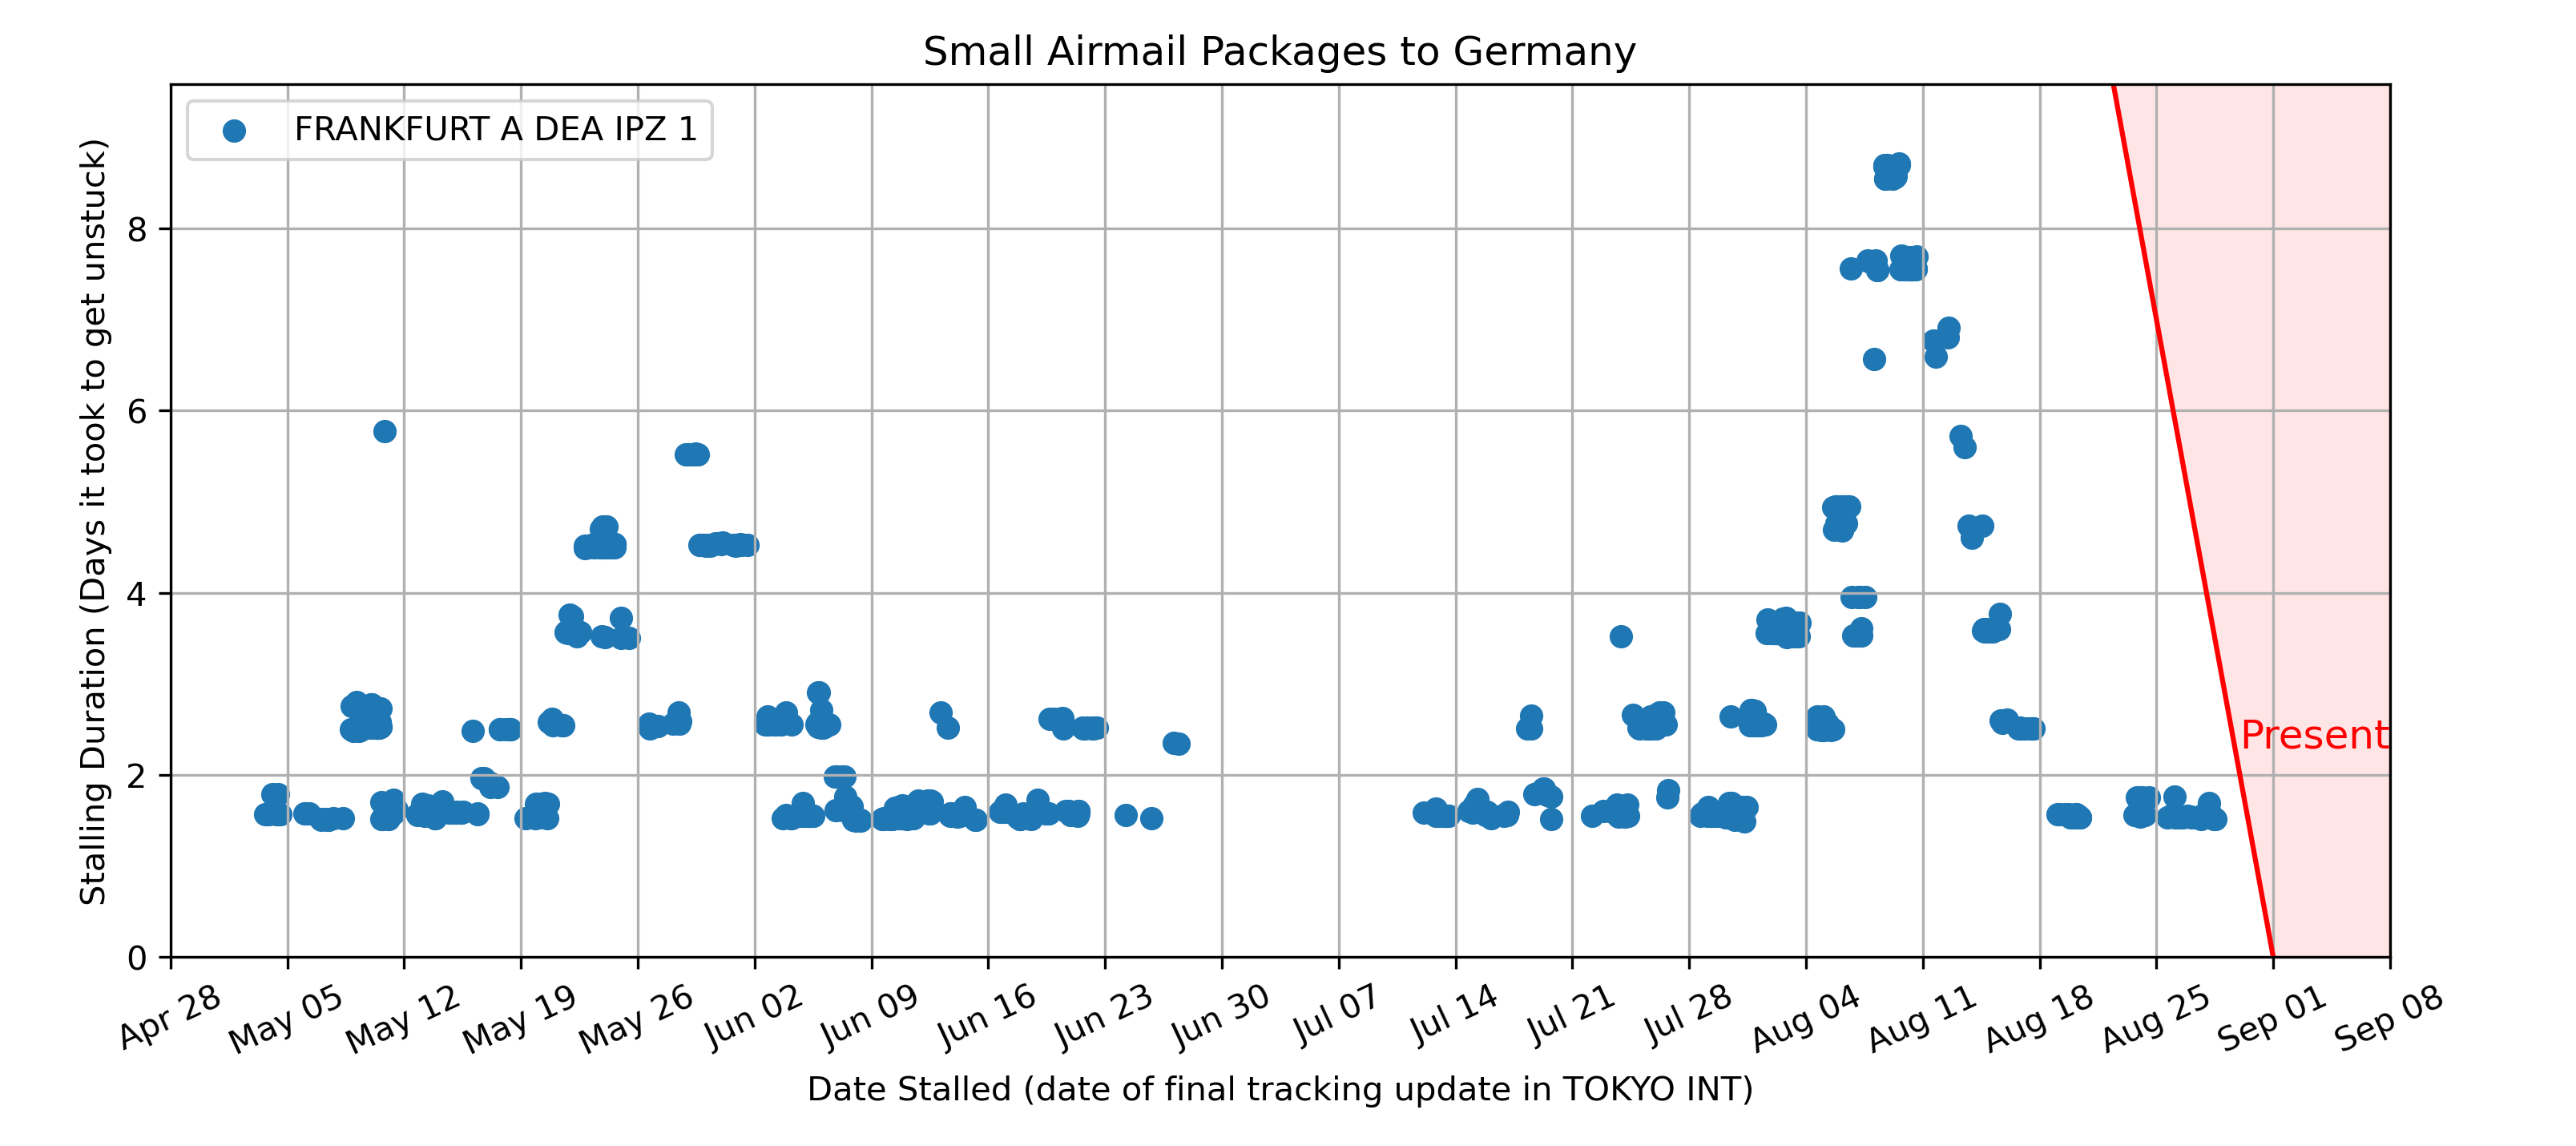 Small Airmail Packages to Germany
FRANKFURT A DEA IPZ 1
Stalling Duration (Days it took to get unstuck)
8
6
4
2
0
Present
Apr 28
May 05
May 12
May 19
May 26
Jun 02
Jun 09
Jun 16
Jun 23
Jun 30
Jul 07
Jul 14
Jul 21
Jul 28
Aug 04
Aug 11
Aug 18
Aug 25
Sep 01
Sep 08
Date Stalled (date of final tracking update in TOKYO INT)